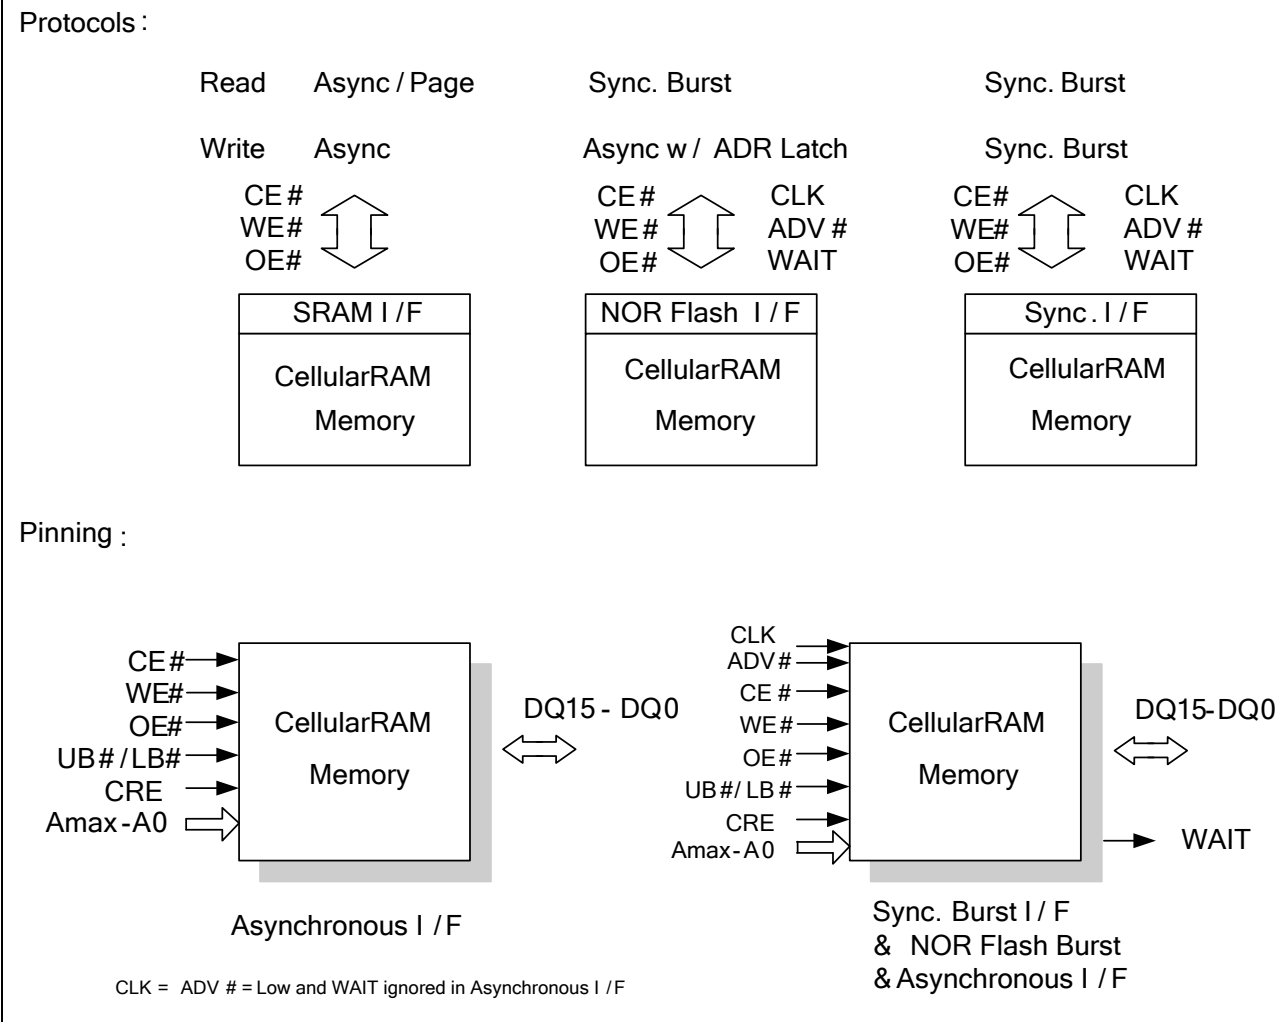 Protocols :
Read Async / Page Sync. Burst Sync. Burst
Write Async Async w / ADR Latch Sync. Burst
CE # CE # CLK CE# CLK
WE# WE # ADV # WE# ADV #
OE# OE# WAIT OE# WAIT
SRAM I / F NOR Flash I / F Sync . I / F
CellularRAM CellularRAM CellularRAM
Memory Memory Memory
Pinning :
CLK
ADV #
CE # CE #
WE# WE #
OE# OE #
UB # / LB# UB #/ LB #
CRE CRE
Amax -A0 Amax- A0
CellularRAM CellularRAM
Memory Memory
DQ15 - DQ0 DQ15-DQ0
WAIT
Asynchronous I / F
Sync. Burst I / F
& NOR Flash Burst
& Asynchronous I / F
CLK = ADV # = Low and WAIT ignored in Asynchronous I / F